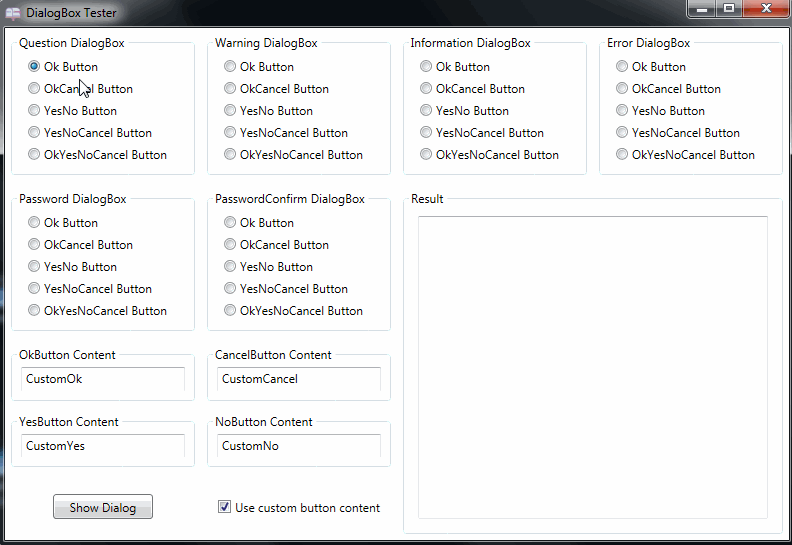 DialogBox Tester
Question DialogBox
Ok Button
OkCancel Button
YesNo Button
YesNoCancel Button
OkYesNoCancel Button
Warning DialogBox
Ok Button
OkCancel Button
YesNo Button
YesNoCancel Button
OkYesNoCancel Button
Information DialogBox
Ok Button
OkCancel Button
YesNo Button
YesNoCancel Button
OkYesNoCancel Button
Error DialogBox
Ok Button
OkCancel Button
YesNo Button
YesNoCancel Button
OkYesNoCancel Button
Password DialogBox
Ok Button
OkCancel Button
YesNo Button
YesNoCancel Button
OkYesNoCancel Button
PasswordConfirm DialogBox
Ok Button
OkCancel Button
YesNo Button
YesNoCancel Button
OkYesNoCancel Button
Result
OkButton Content
CustomOk
CancelButton Content
CustomCancel
YesButton Content
CustomYes
NoButton Content
CustomNo
Show Dialog
Use custom button content